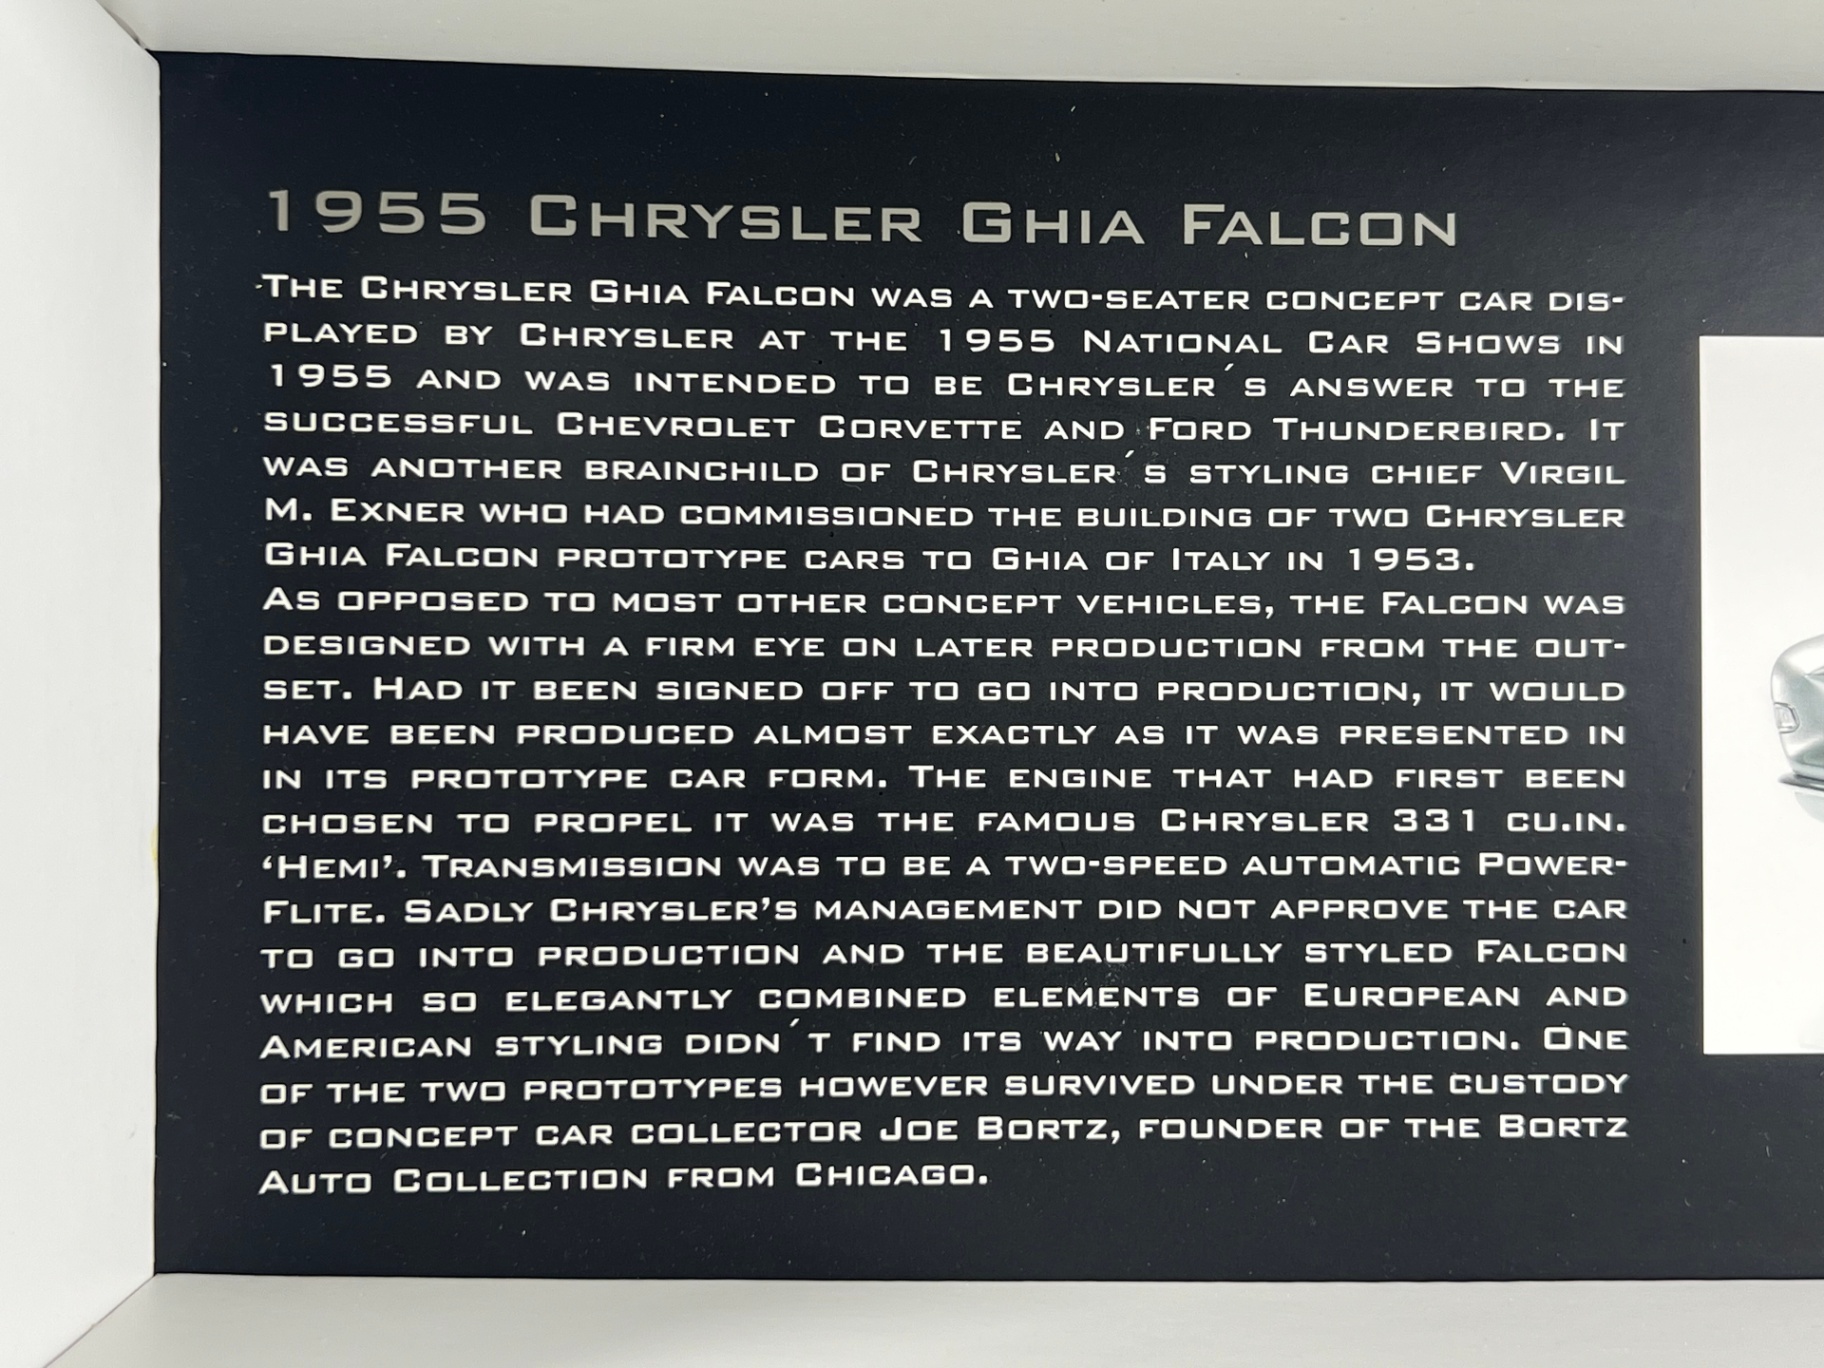 1955 Chrysler Ghia Falcon
The Chrysler Ghia Falcon was a two-seater concept car dis-
played by Chrysler at the 1955 National Car Shows in
1955 and was intended to be Chrysler´s answer to the
successful Chevrolet Corvette and Ford Thunderbird. It
was another brainchild of Chrysler´s styling chief Virgil
M. Exner who had commissioned the building of two Chrysler
Ghia Falcon prototype cars to Ghia of Italy in 1953.
As opposed to most other concept vehicles, the Falcon was
designed with a firm eye on later production from the out-
set. Had it been signed off to go into production, it would
have been produced almost exactly as it was presented in
in its prototype car form. The engine that had first been
chosen to propel it was the famous Chrysler 331 cu.in.
‘Hemi’. Transmission was to be a two-speed automatic Power-
Flite. Sadly Chrysler’s management did not approve the car
to go into production and the beautifully styled Falcon
which so elegantly combined elements of European and
American styling didn´t find its way into production. One
of the two prototypes however survived under the custody
of concept car collector Joe Bortz, founder of the Bortz
Auto Collection from Chicago.